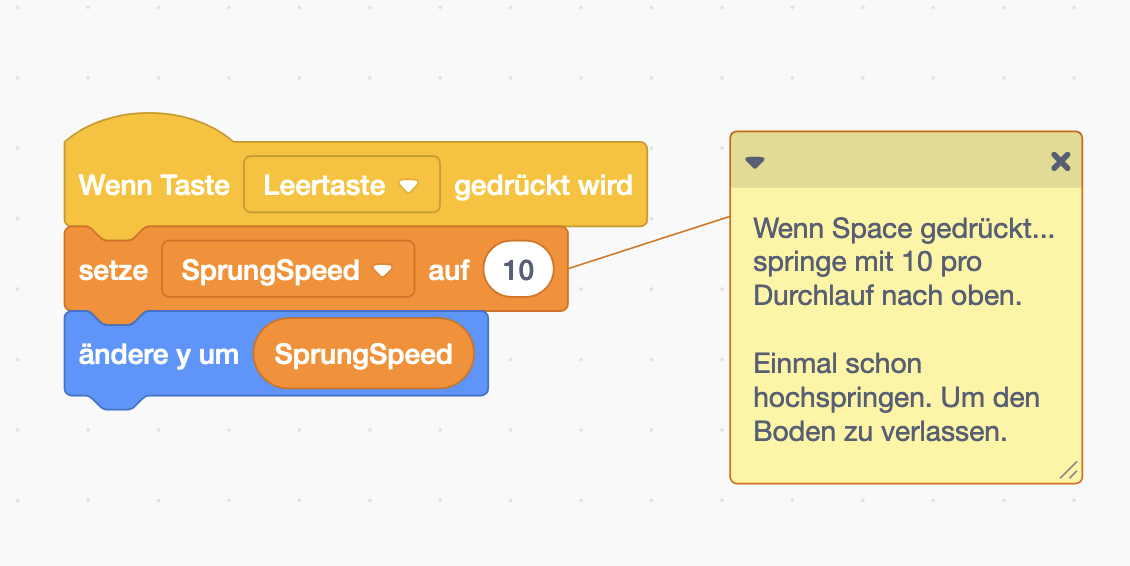 Wenn Taste Leertaste gedrückt wird
setze SprungSpeed auf 10
ändere y um SprungSpeed
Wenn Space gedrückt...
springe mit 10 pro
Durchlauf nach oben.
Einmal schon
hochspringen. Um den
Boden zu verlassen.